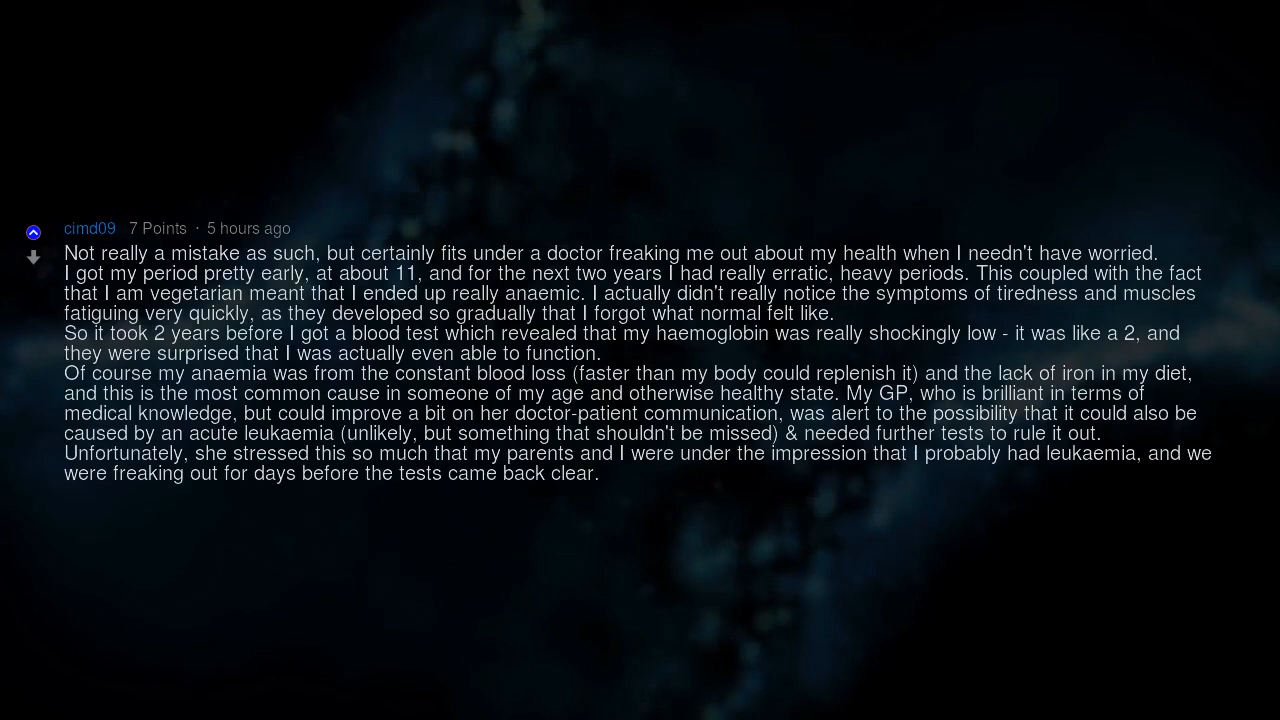 cimd09 7 Points · 5 hours ago
Not really a mistake as such, but certainly fits under a doctor freaking me out about my health when I needn't have worried.
I got my period pretty early, at about 11, and for the next two years I had really erratic, heavy periods. This coupled with the fact
that I am vegetarian meant that I ended up really anaemic. I actually didn't really notice the symptoms of tiredness and muscles
fatiguing very quickly, as they developed so gradually that I forgot what normal felt like.
So it took 2 years before I got a blood test which revealed that my haemoglobin was really shockingly low - it was like a 2, and
they were surprised that I was actually even able to function.
Of course my anaemia was from the constant blood loss (faster than my body could replenish it) and the lack of iron in my diet,
and this is the most common cause in someone of my age and otherwise healthy state. My GP, who is brilliant in terms of
medical knowledge, but could improve a bit on her doctor-patient communication, was alert to the possibility that it could also be
caused by an acute leukaemia (unlikely, but something that shouldn't be missed) & needed further tests to rule it out.
Unfortunately, she stressed this so much that my parents and I were under the impression that I probably had leukaemia, and we
were freaking out for days before the tests came back clear.